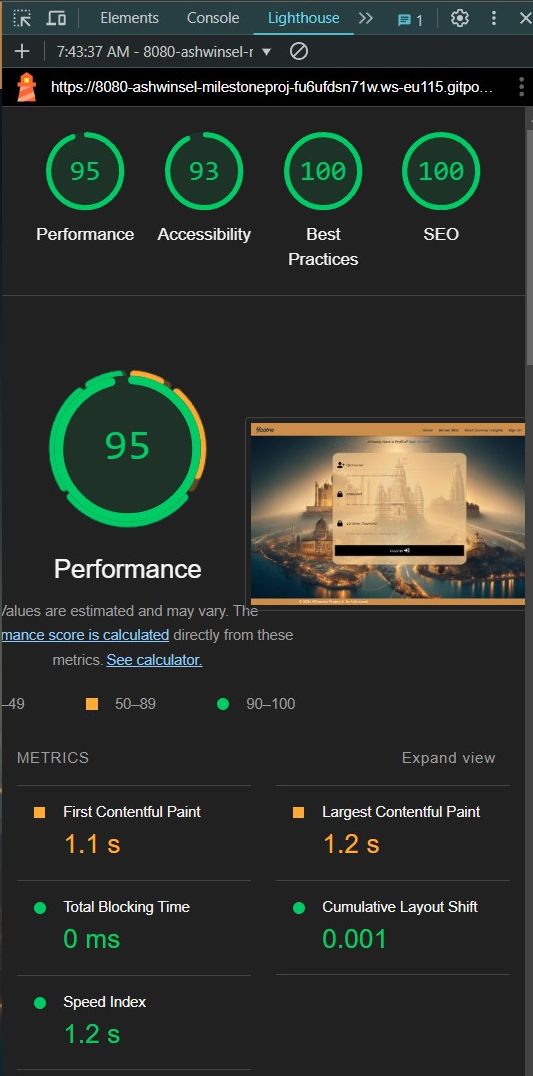 Elements Console Lighthouse 1
7:43:37 AM - 8080-ashwinsel-r
https://8080-ashwinsel-milestoneproj-fu6ufdsn71w.ws-eu115.gitpo...
95 93 100 100
Performance Accessibility Best Practices SEO
95
Performance
Values are estimated and may vary. The
mance score is calculated directly from these
metrics. See calculator.
–49 50–89 90–100
METRICS Expand view
First Contentful Paint
1.1 s
Largest Contentful Paint
1.2 s
Total Blocking Time
0 ms
Cumulative Layout Shift
0.001
Speed Index
1.2 s